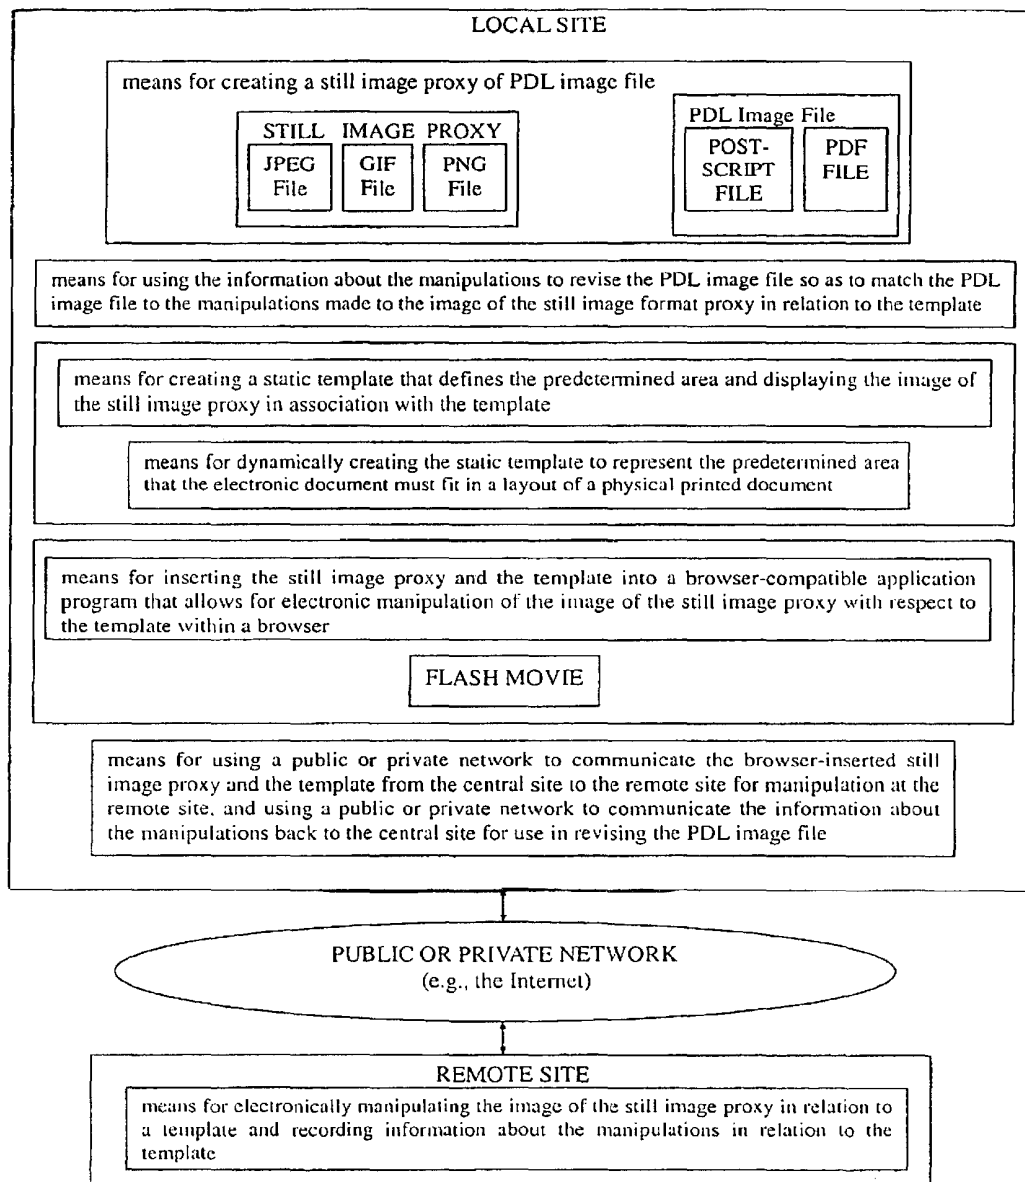 LOCAL SITE
means for creating a still image proxy of PDL image file
STILL IMAGE PROXY
JPEG File
GIF File
PNG File
PDL Image File
POST-
SCRIPT
FILE
PDF
FILE
means for using the information about the manipulations to revise the PDL image file so as to match the PDL
image file to the manipulations made to the image of the still image format proxy in relation to the template
means for creating a static template that defines the predetermined area and displaying the image of
the still image proxy in association with the template
means for dynamically creating the static template to represent the predetermined area
that the electronic document must fit in a layout of a physical printed document
means for inserting the still image proxy and the template into a browser-compatible application
program that allows for electronic manipulation of the image of the still image proxy with respect to
the template within a browser
FLASH MOVIE
means for using a public or private network to communicate the browser-inserted still
image proxy and the template from the central site to the remote site for manipulation at the
remote site, and using a public or private network to communicate the information about
the manipulations back to the central site for use in revising the PDL image file
PUBLIC OR PRIVATE NETWORK
(e.g., the Internet)
REMOTE SITE
means for electronically manipulating the image of the still image proxy in relation to
a template and recording information about the manipulations in relation to the
template